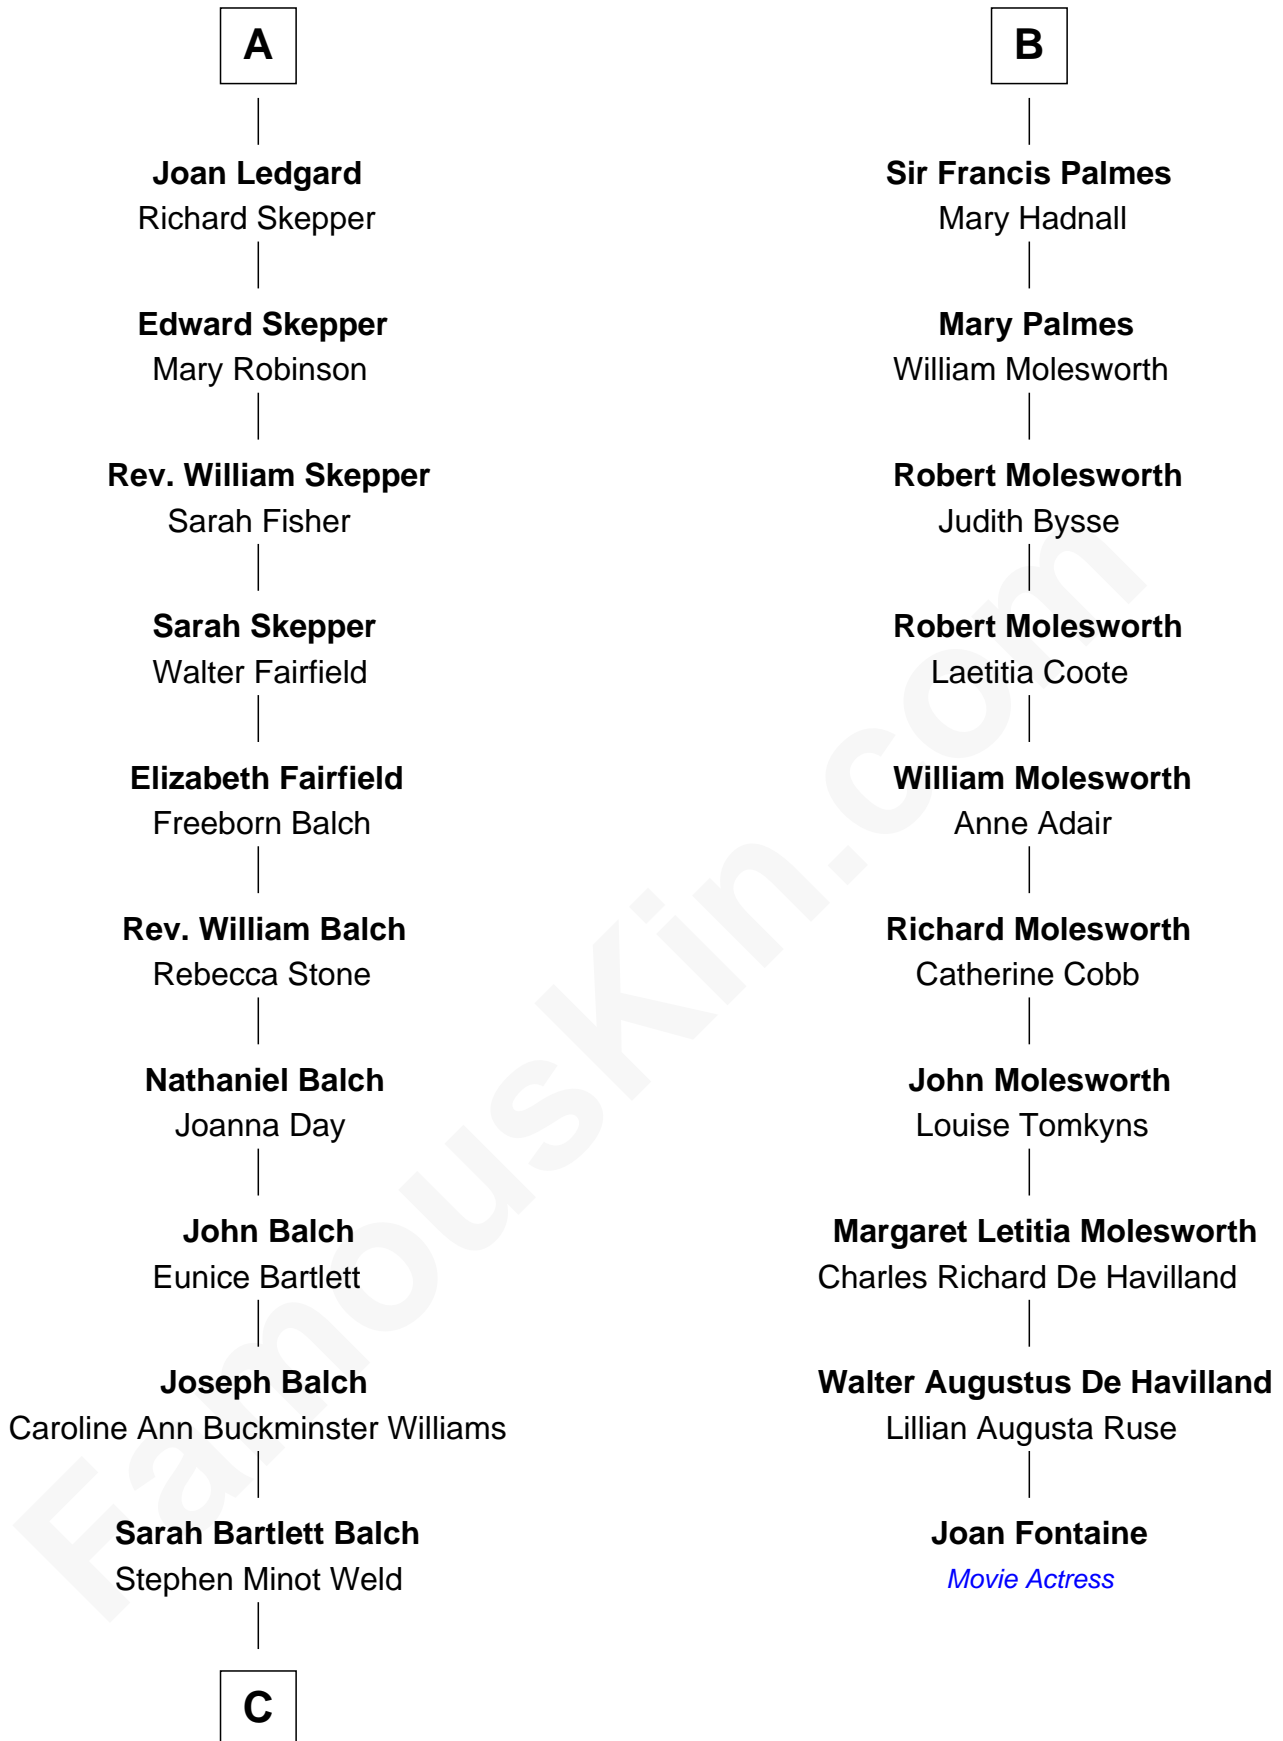 A
Joan Ledgard
Richard Skepper
Edward Skepper
Mary Robinson
Rev. William Skepper
Sarah Fisher
Sarah Skepper
Walter Fairfield
Elizabeth Fairfield
Freeborn Balch
Rev. William Balch
Rebecca Stone
Nathaniel Balch
Joanna Day
John Balch
Eunice Bartlett
Joseph Balch
Caroline Ann Buckminster Williams
Sarah Bartlett Balch
Stephen Minot Weld
C
B
Sir Francis Palmes
Mary Hadnall
Mary Palmes
William Molesworth
Robert Molesworth
Judith Bysse
Robert Molesworth
Laetitia Coote
William Molesworth
Anne Adair
Richard Molesworth
Catherine Cobb
John Molesworth
Louise Tomkyns
Margaret Letitia Molesworth
Charles Richard De Havilland
Walter Augustus De Havilland
Lillian Augusta Ruse
Joan Fontaine
Movie Actress
FamousKin.com